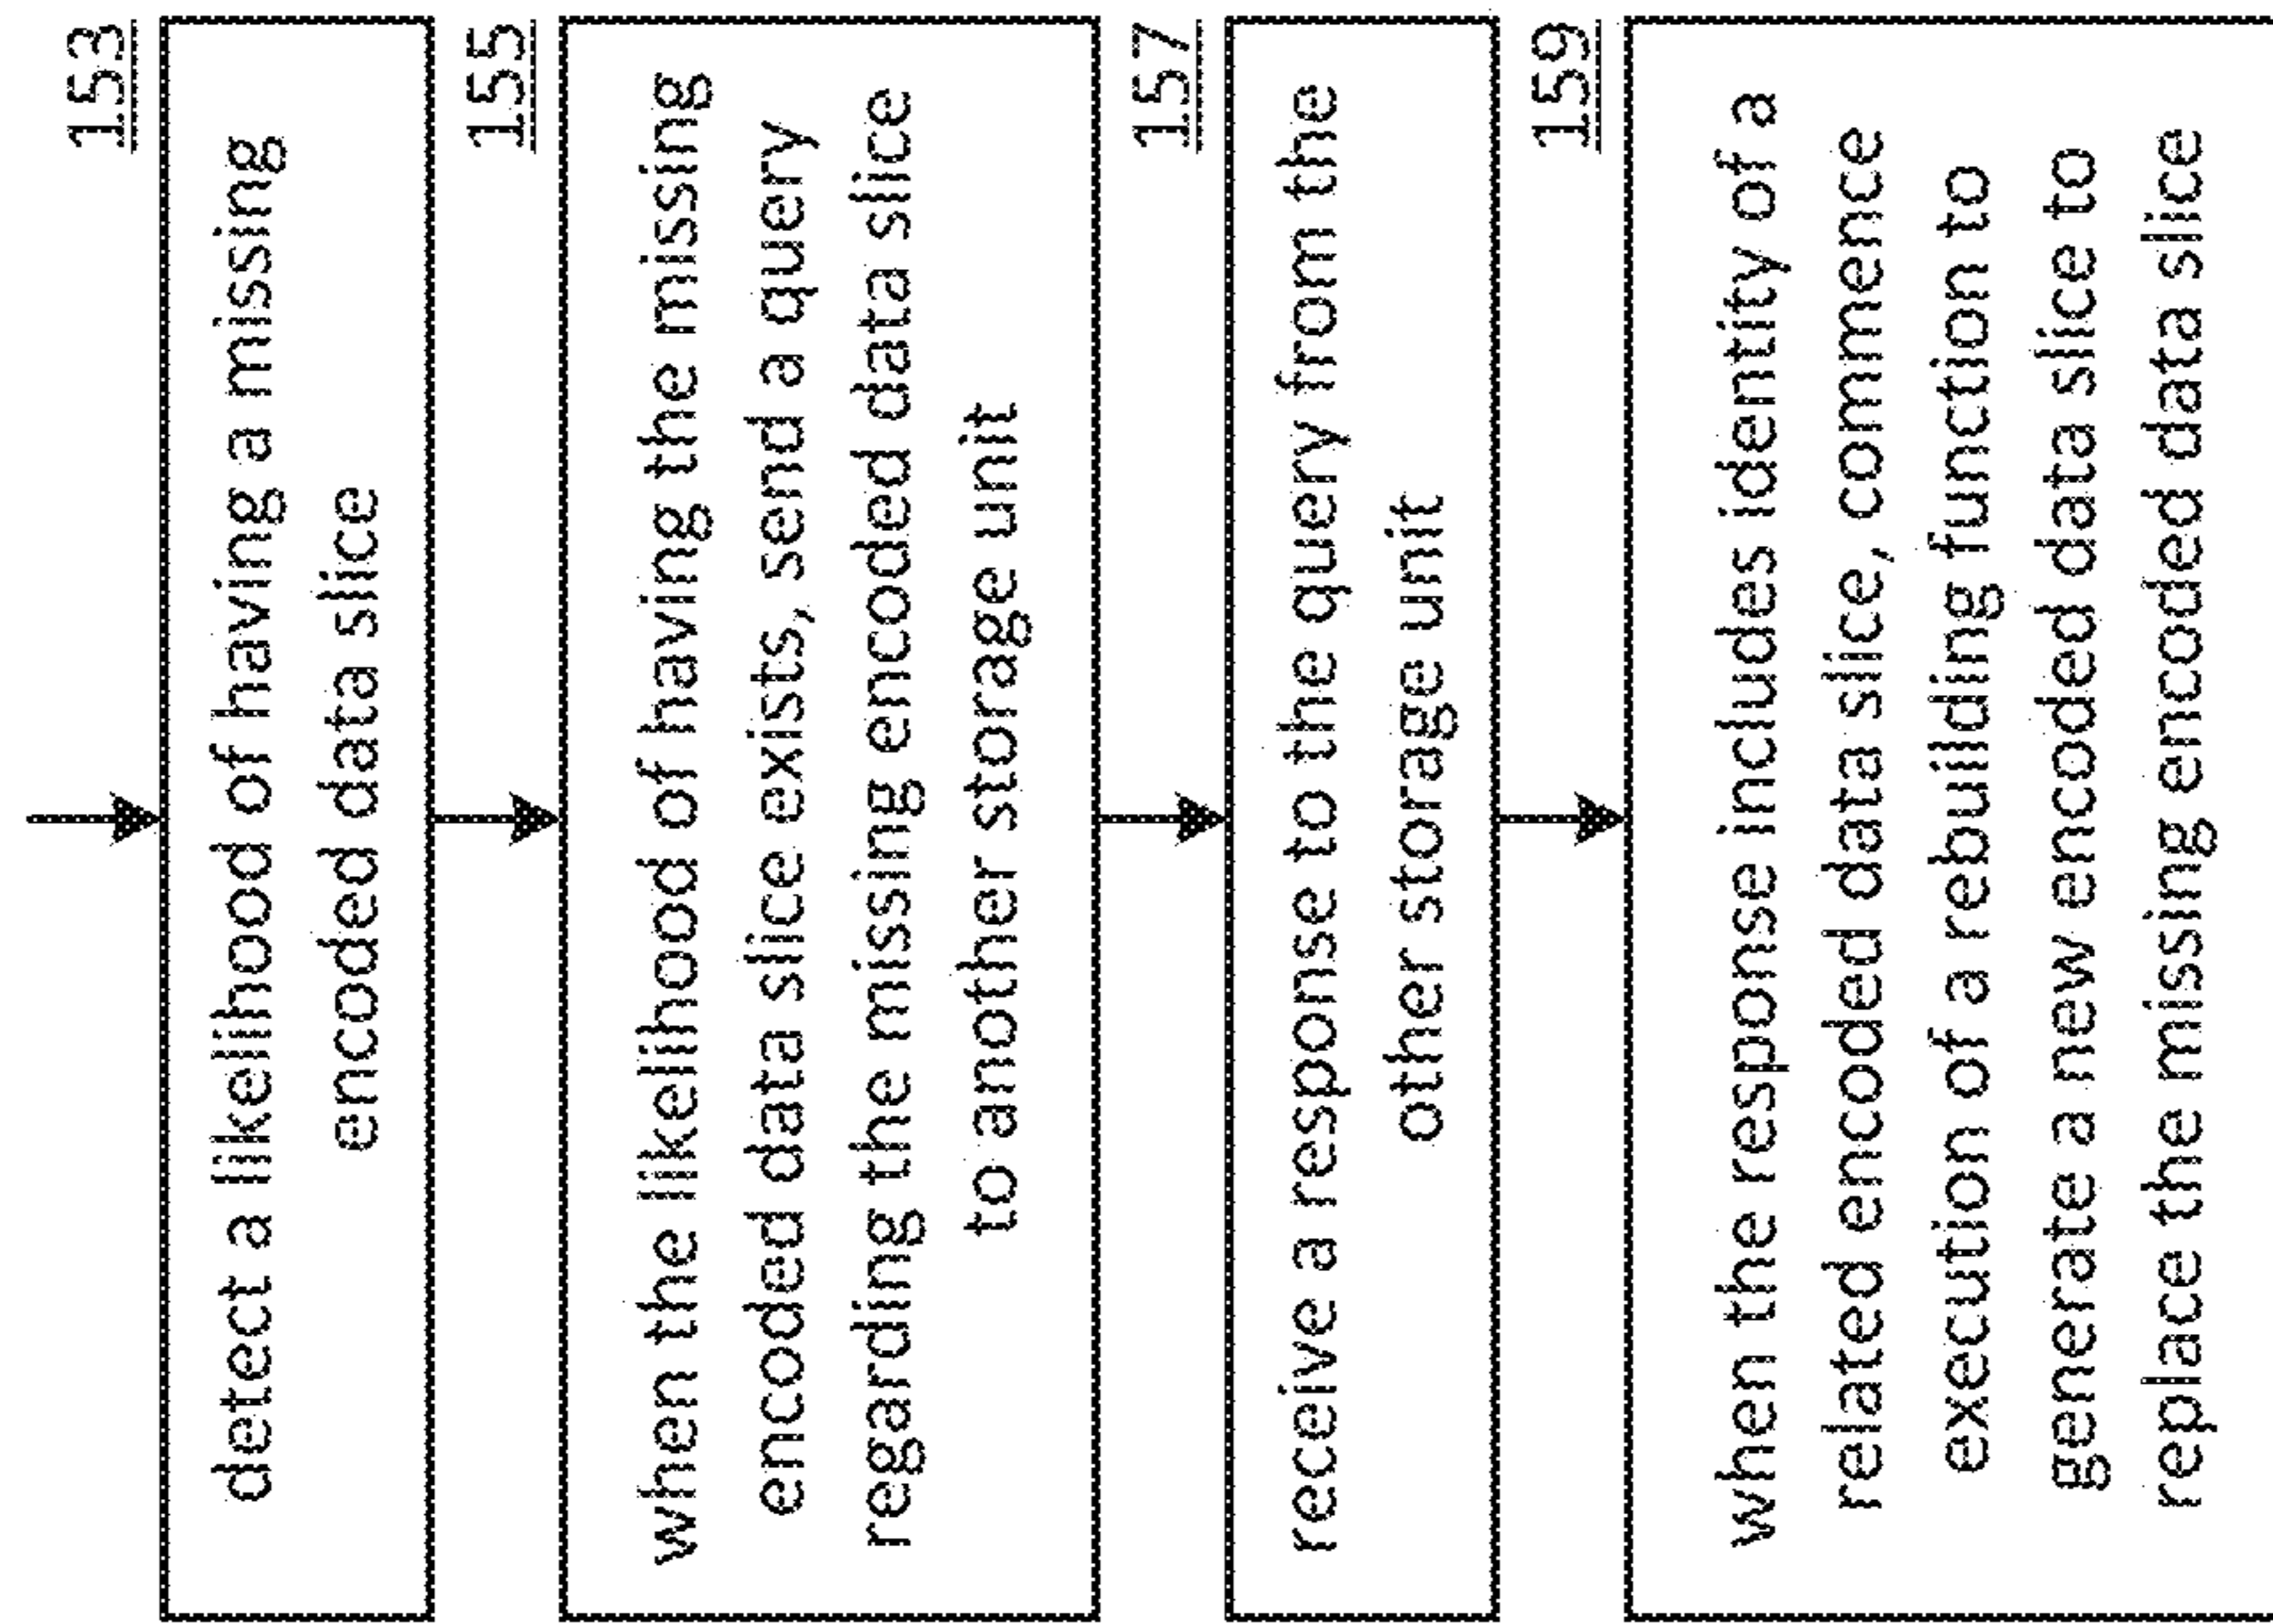 153
detect a likelihood of having a missing
encoded data slice
155
when the likelihood of having the missing
encoded data slice exists, send a query
regarding the missing encoded data slice
to another storage unit
157
receive a response to the query from the
other storage unit
159
when the response includes identity of a
related encoded data slice, commence
execution of a rebuilding function to
generate a new encoded data slice to
replace the missing encoded data slice